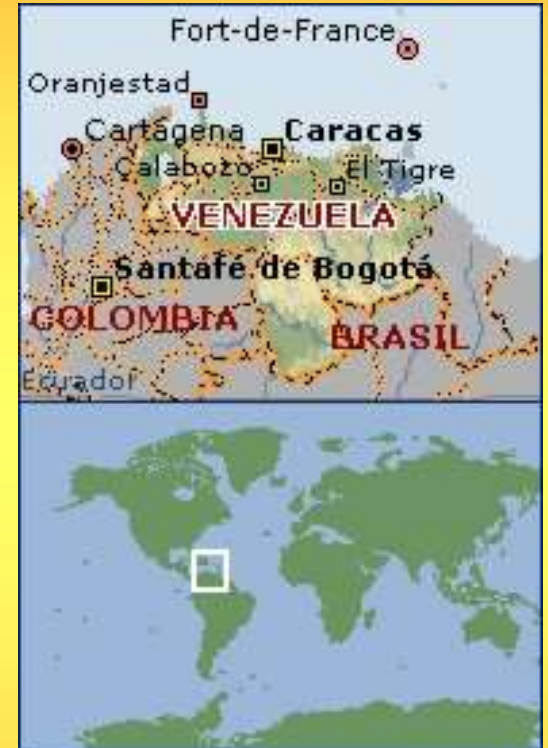 Fort-de-France
Oranjestad
Cartagena Caracas
Calabozo El Tigre
VENEZUELA
Santafé de Bogotá
COLOMBIA BRASIL
Ecuador